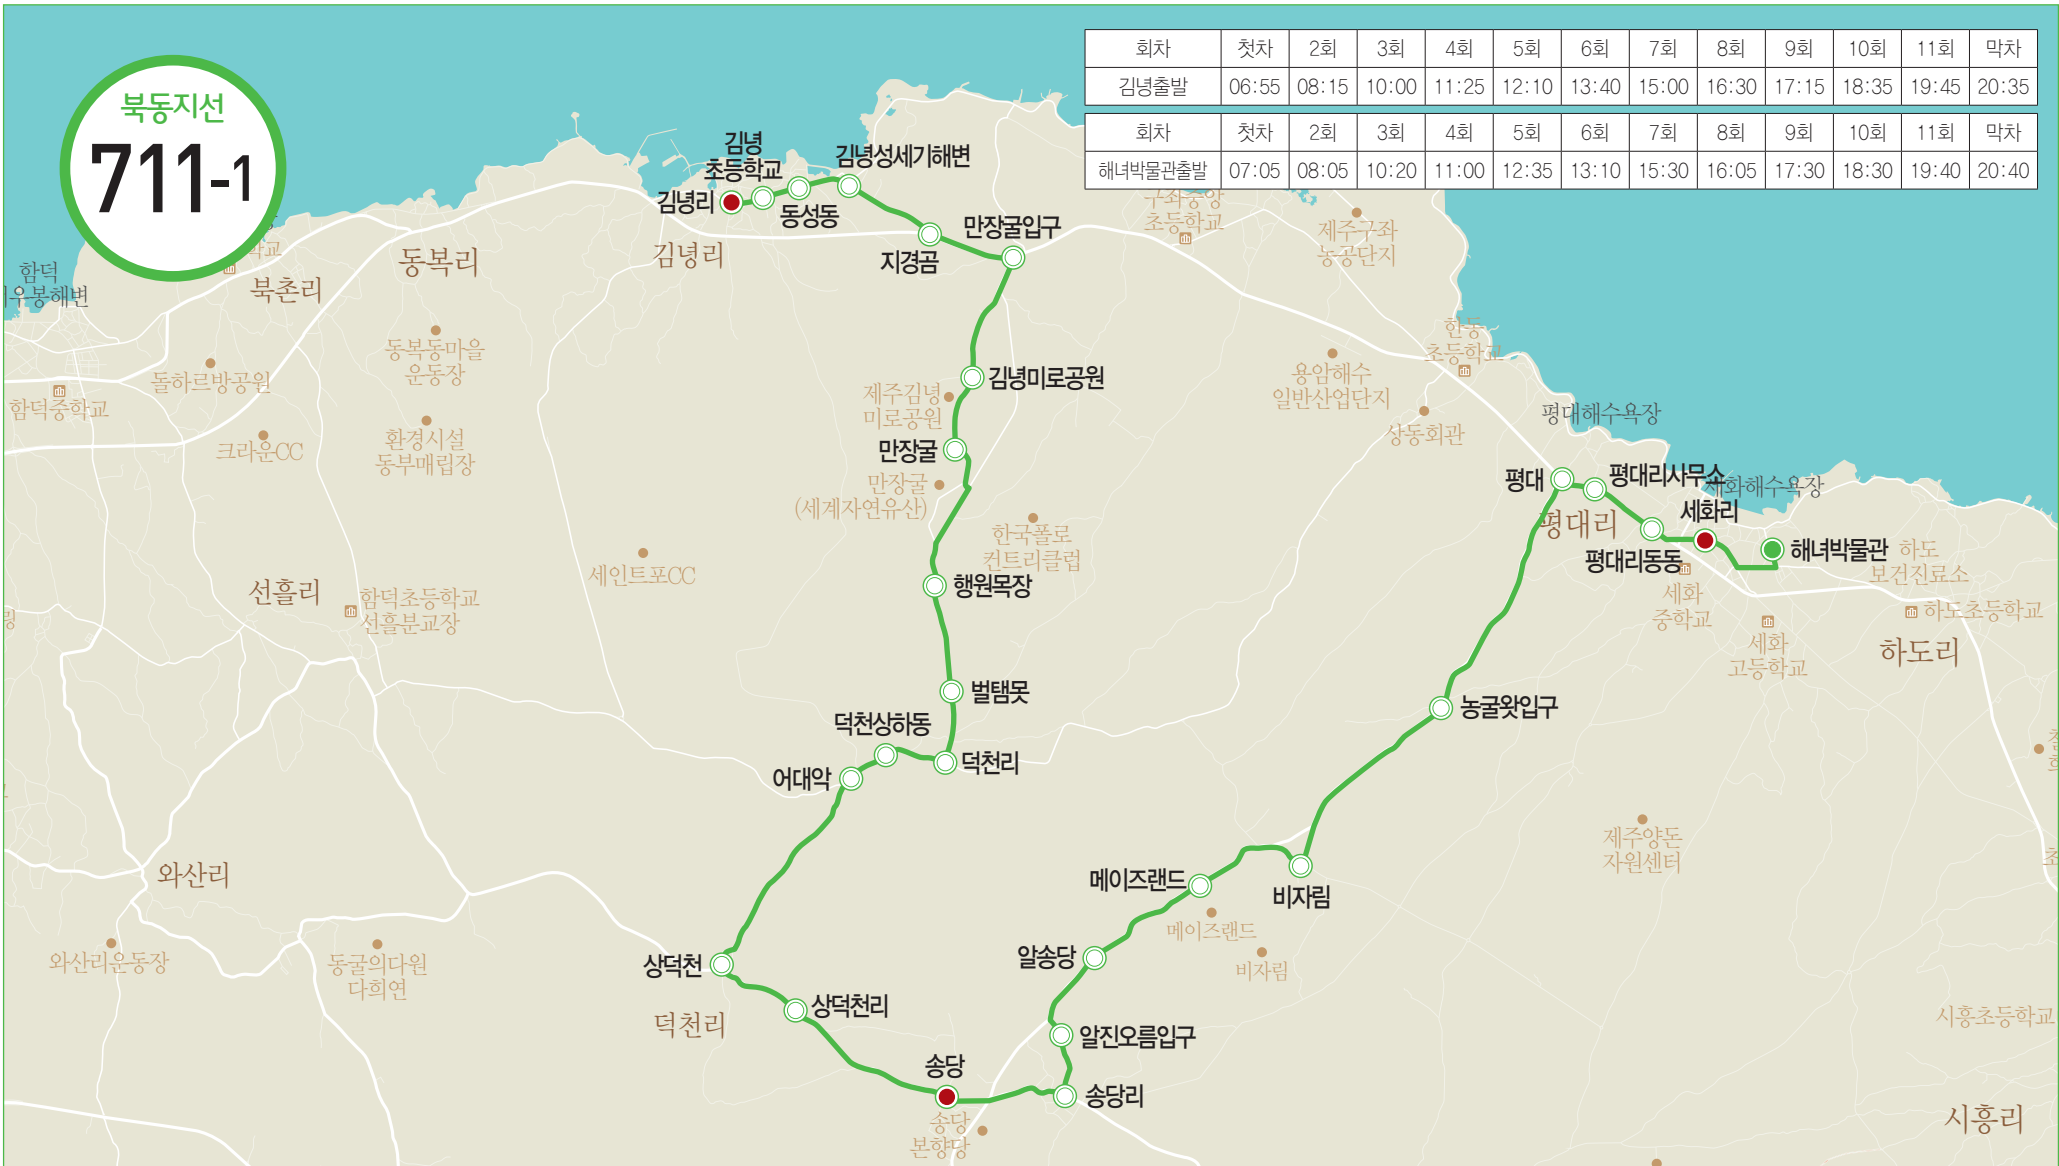 북동지선
711-1
회차 첫차 2회 3회 4회 5회 6회 7회 8회 9회 10회 11회 막차
김녕출발 06:55 08:15 10:00 11:25 12:10 13:40 15:00 16:30 17:15 18:35 19:45 20:35
회차 첫차 2회 3회 4회 5회 6회 7회 8회 9회 10회 11회 막차
해녀박물관출발 07:05 08:05 10:20 11:00 12:35 13:10 15:30 16:05 17:30 18:30 19:40 20:40
김녕
초등학교
김녕리
동성동
김녕성세기해변
지경곰
만장굴입구
김녕미로공원
만장굴
행원목장
벌탬못
덕천리
덕천상하동
어대악
상덕천
상덕천리
송당
송당리
알진오름입구
알송당
메이즈랜드
비자림
농굴왓입구
평대
평대리사무소
평대리동동
세화리
해녀박물관
함덕
북촌리
동복리
김녕리
구좌중앙
초등학교
제주구좌
농공단지
동복동마을
운동장
돌하르방공원
함덕중학교
크라운CC
환경시설
동부매립장
제주김녕
미로공원
만장굴
(세계자연유산)
한국폴로
컨트리클럽
용암해수
일반산업단지
한동
초등학교
상동회관
평대해수욕장
세화해수욕장
평대리
세화
중학교
세화
고등학교
하도
보건진료소
하도초등학교
하도리
세인트포CC
선흘리
함덕초등학교
선흘분교장
와산리
와산리운동장
동굴의다원
다희연
덕천리
송당
본향당
메이즈랜드
비자림
제주양돈
자원센터
시흥초등학교
시흥리